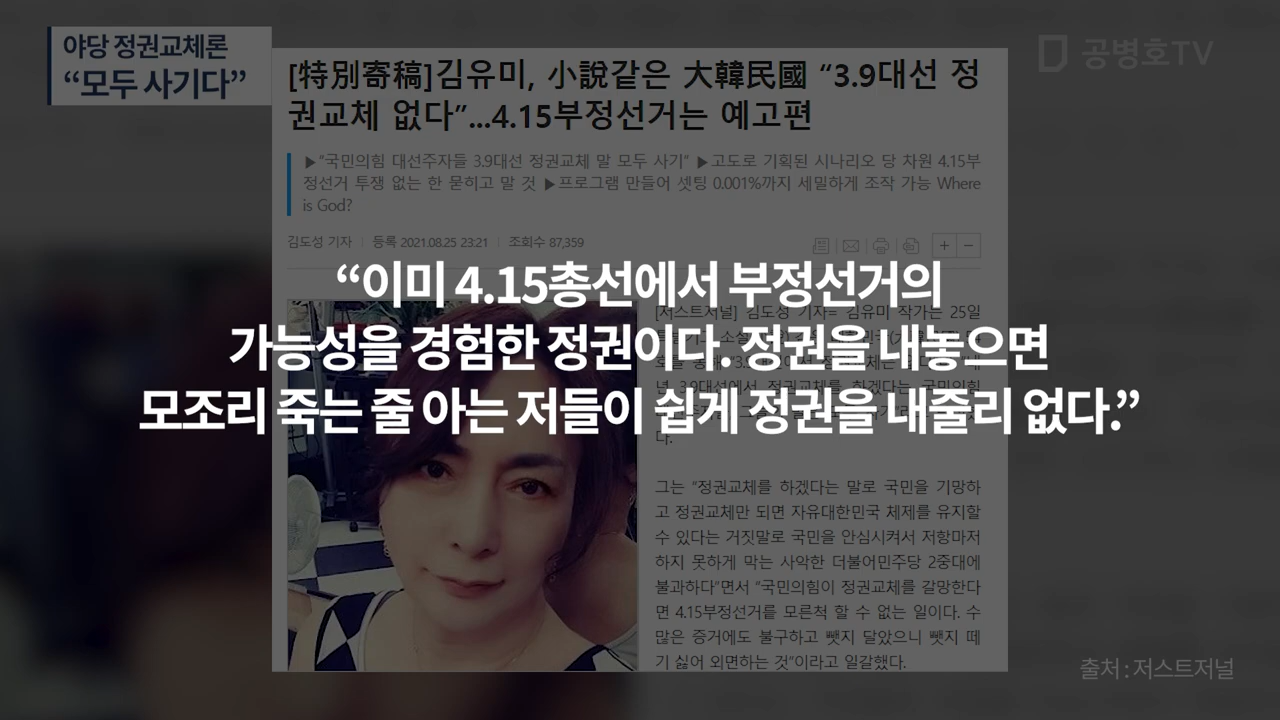 야당 정권교체론
“모두 사기다”
공병호TV
[特別寄稿]김유미, 小說같은 大韓民國 “3.9대선 정
권교체 없다”...4.15부정선거는 예고편
▶“국민의힘 대선주자들 3.9대선 정권교체 말 모두 사기” ▶고도로 기획된 시나리오 당 차원 4.15부
정선거 투쟁 없는 한 묻히고 말 것 ▶프로그램 만들어 셋팅 0.001%까지 세밀하게 조작 가능 Where
is God?
김도성 기자 | 등록 2021.08.25 23:21 | 조회수 87,359
“이미 4.15총선에서 부정선거의
가능성을 경험한 정권이다. 정권을 내놓으면
모조리 죽는 줄 아는 저들이 쉽게 정권을 내줄리 없다.”
[저스트저널] 김도성 기자= 김유미 작가는 25일
다.
그는 “정권교체를 하겠다는 말로 국민을 기망하
고 정권교체만 되면 자유대한민국 체제를 유지할
수 있다는 거짓말로 국민을 안심시켜서 저항마저
하지 못하게 막는 사악한 더불어민주당 2중대에
불과하다”면서 “국민의힘이 정권교체를 갈망한다
면 4.15부정선거를 모른척 할 수 없는 일이다. 수
많은 증거에도 불구하고 뺏지 달았으니 뺏지 떼
기 싫어 외면하는 것”이라고 일갈했다.
출처 : 저스트저널